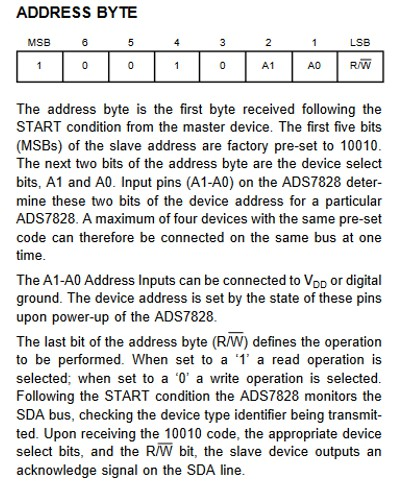 ADDRESS BYTE
MSB 6 5 4 3 2 1 LSB
1 0 0 1 0 A1 A0 R/W̅
The address byte is the first byte received following the
START condition from the master device. The first five bits
(MSBs) of the slave address are factory pre-set to 10010.
The next two bits of the address byte are the device select
bits, A1 and A0. Input pins (A1-A0) on the ADS7828 deter-
mine these two bits of the device address for a particular
ADS7828. A maximum of four devices with the same pre-set
code can therefore be connected on the same bus at one
time.
The A1-A0 Address Inputs can be connected to VDD or digital
ground. The device address is set by the state of these pins
upon power-up of the ADS7828.
The last bit of the address byte (R/W̅) defines the operation
to be performed. When set to a ‘1’ a read operation is
selected; when set to a ‘0’ a write operation is selected.
Following the START condition the ADS7828 monitors the
SDA bus, checking the device type identifier being transmit-
ted. Upon receiving the 10010 code, the appropriate device
select bits, and the R/W̅ bit, the slave device outputs an
acknowledge signal on the SDA line.